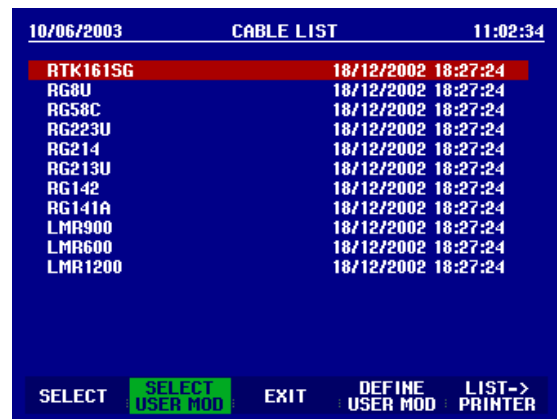 10/06/2003 CABLE LIST 11:02:34
RTK161SG 18/12/2002 18:27:24
RG8U 18/12/2002 18:27:24
RG58C 18/12/2002 18:27:24
RG223U 18/12/2002 18:27:24
RG214 18/12/2002 18:27:24
RG213U 18/12/2002 18:27:24
RG142 18/12/2002 18:27:24
RG141A 18/12/2002 18:27:24
LMR900 18/12/2002 18:27:24
LMR600 18/12/2002 18:27:24
LMR1200 18/12/2002 18:27:24
SELECT
SELECT
USER MOD
EXIT
DEFINE
USER MOD
LIST->
PRINTER